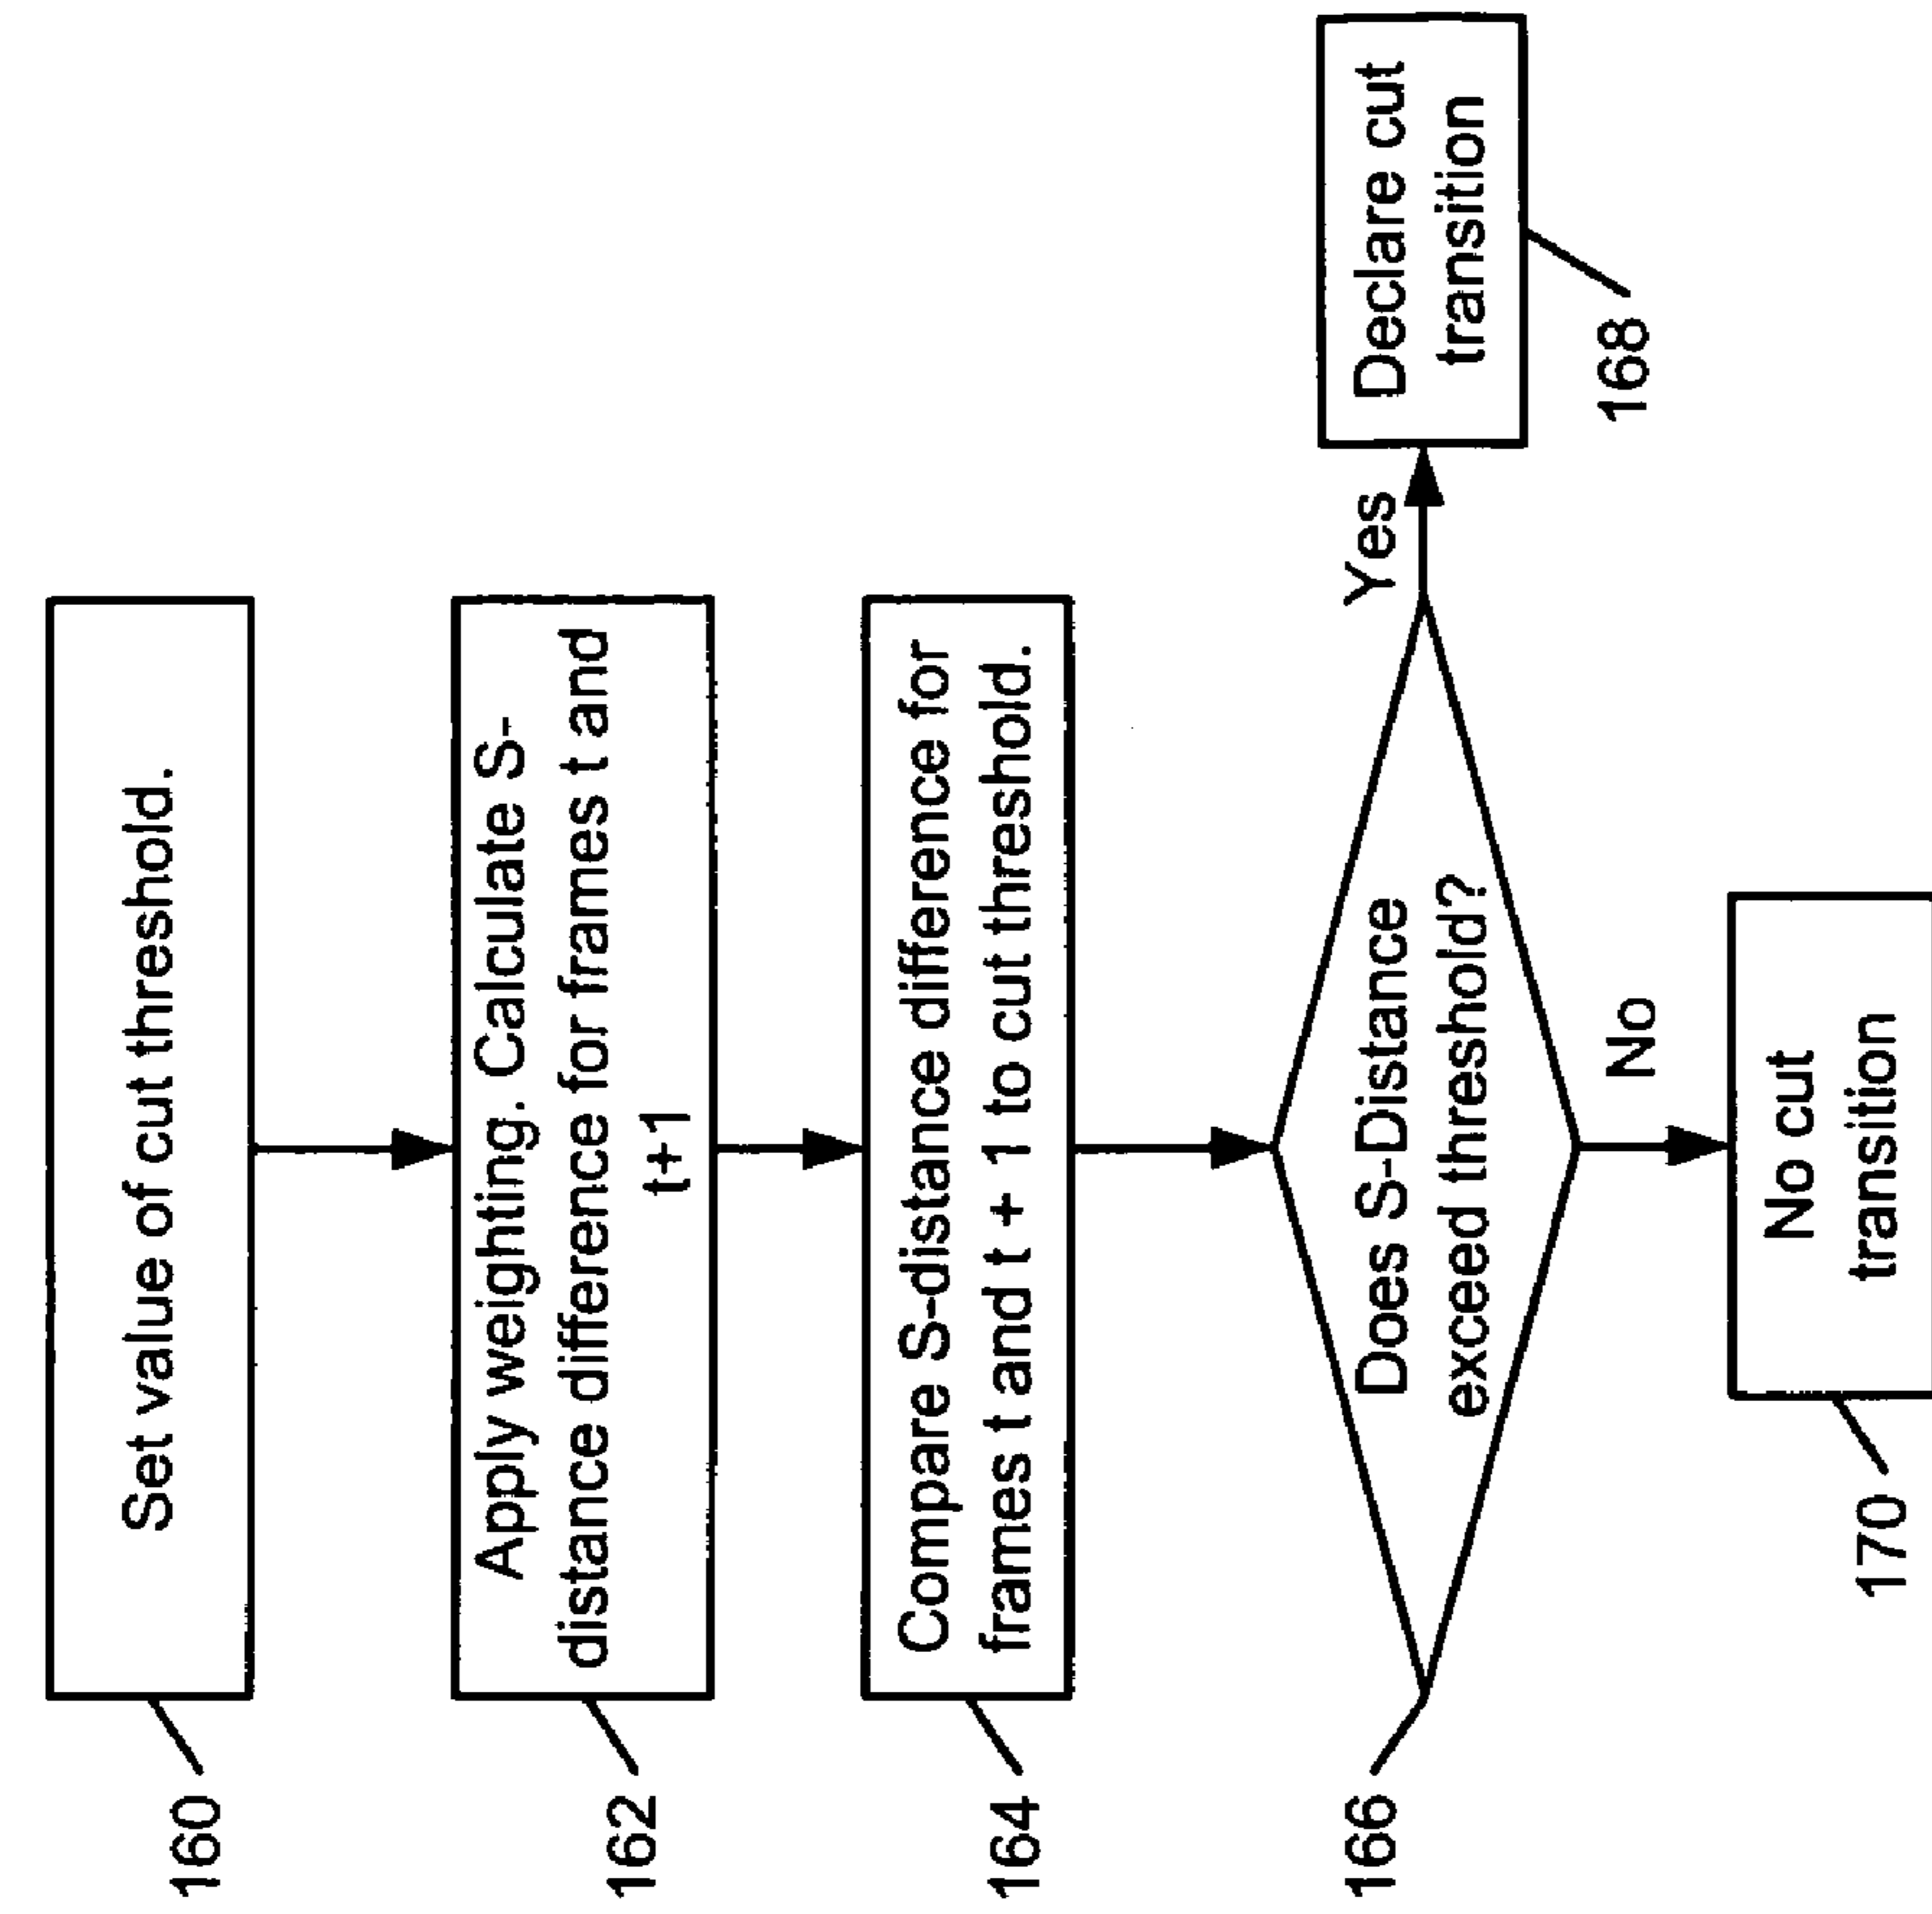 160
Set value of cut threshold.
162
Apply weighting. Calculate S-
distance difference for frames t and
t+1
164
Compare S-distance difference for
frames t and t + 1 to cut threshold.
166
Does S-Distance
exceed threshold?
Yes
Declare cut
transition
168
No
170
No cut
transition